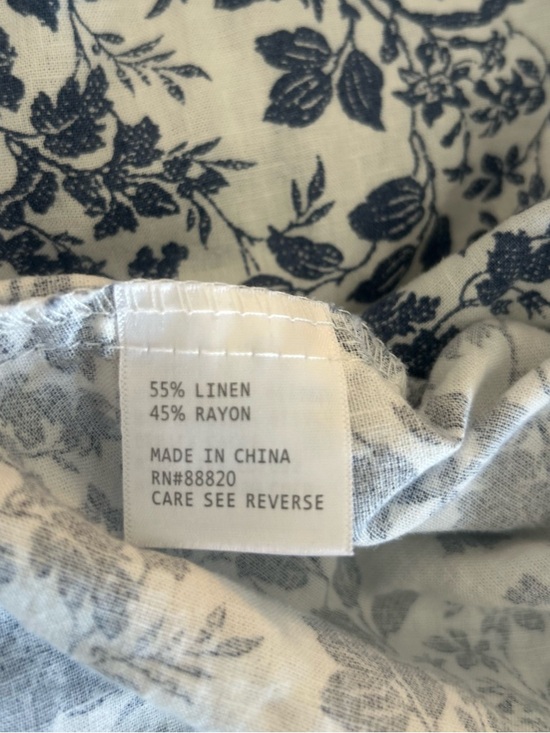 55% LINEN
45% RAYON
MADE IN CHINA
RN#88820
CARE SEE REVERSE